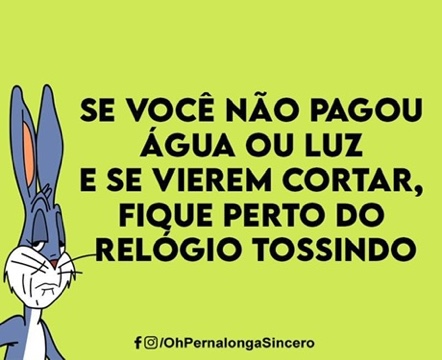 SE VOCÊ NÃO PAGOU
ÁGUA OU LUZ
E SE VIEREM CORTAR,
FIQUE PERTO DO
RELÓGIO TOSSINDO
/OhPernalongaSincero